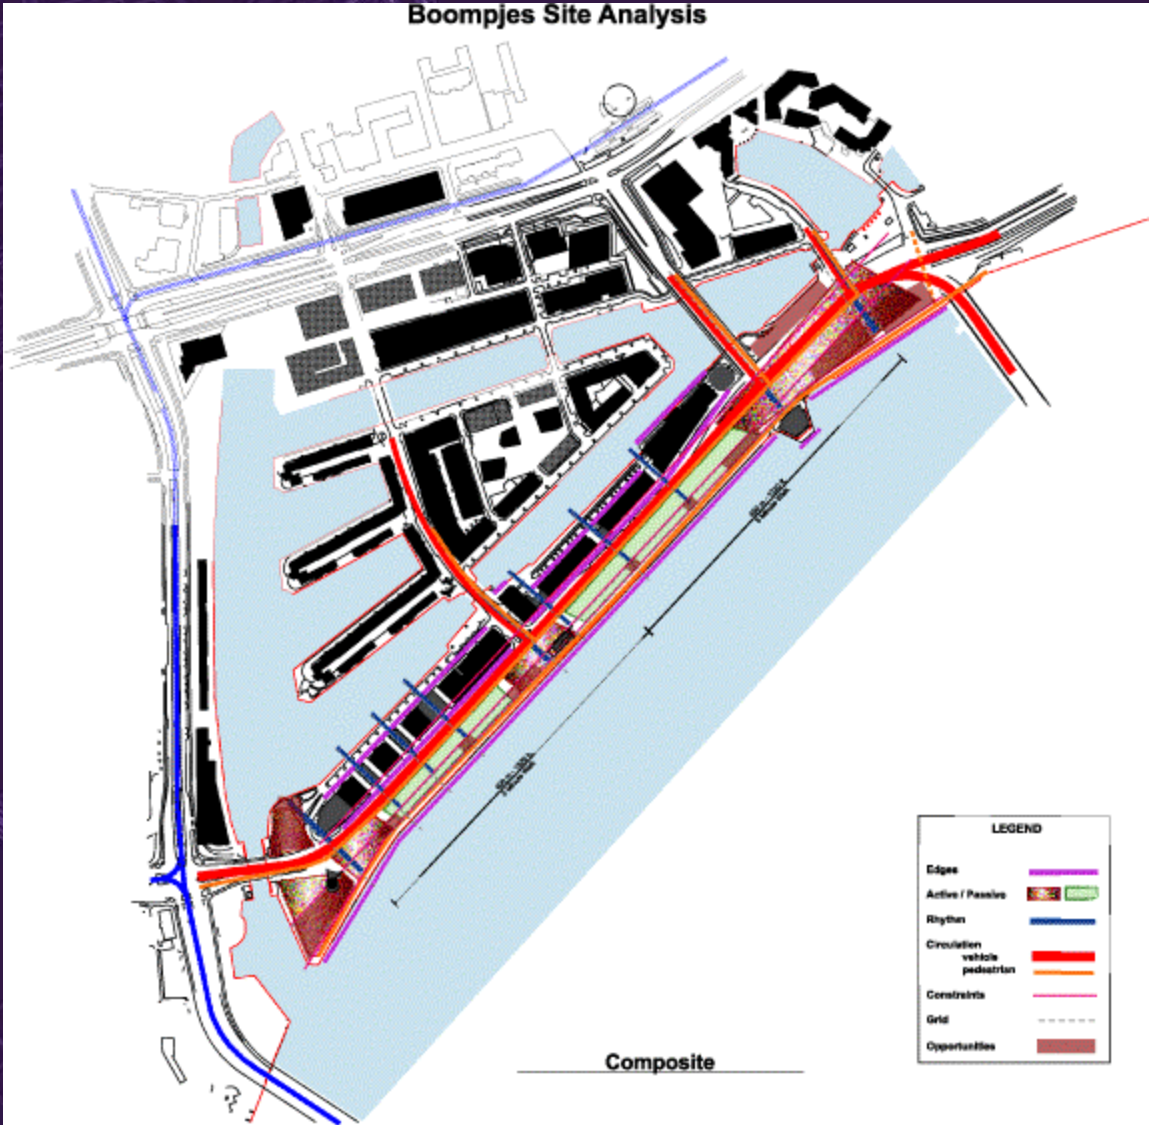 Boompjes Site Analysis
LEGEND
Edges
Active / Passive
Rhythm
Circulation
vehicle
pedestrian
Constraints
Grid
Opportunities
Composite